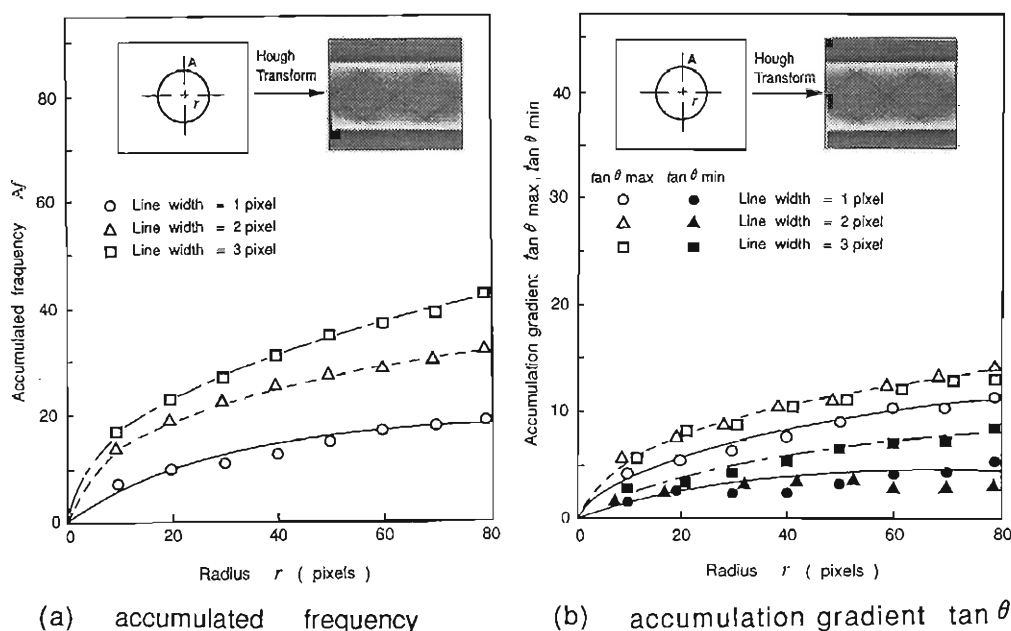 A
r
Hough
Transform
Accumulated fraquency Af
80
60
40
20
0
○ Line width = 1 pixel
△ Line width = 2 pixel
□ Line width = 3 pixel
0 20 40 60 80
Radius r ( pixels )
(a) accumulated frequency
A
r
Hough
Transform
Accumulation gradient tan θ max, tan θ min
40
30
20
10
0
tan θ max tan θ min
○ ● Line width = 1 pixel
△ ▲ Line width = 2 pixel
□ ■ Line width = 3 pixel
0 20 40 60 80
Radius r ( pixels )
(b) accumulation gradient tan θ